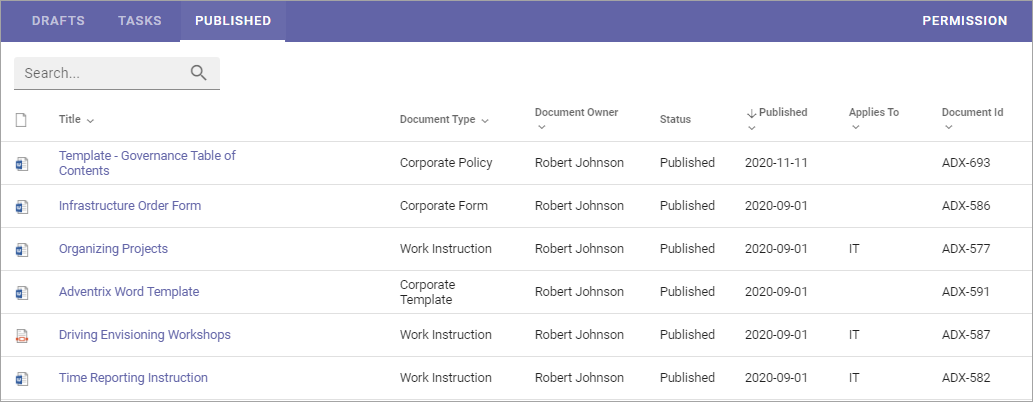 DRAFTS TASKS PUBLISHED PERMISSION
Search...
Title Document Type Document Owner Status Published Applies To Document Id
Template - Governance Table of Contents Corporate Policy Robert Johnson Published 2020-11-11 ADX-693
Infrastructure Order Form Corporate Form Robert Johnson Published 2020-09-01 ADX-586
Organizing Projects Work Instruction Robert Johnson Published 2020-09-01 IT ADX-577
Adventrix Word Template Corporate Template Robert Johnson Published 2020-09-01 ADX-591
Driving Envisioning Workshops Work Instruction Robert Johnson Published 2020-09-01 IT ADX-587
Time Reporting Instruction Work Instruction Robert Johnson Published 2020-09-01 IT ADX-582